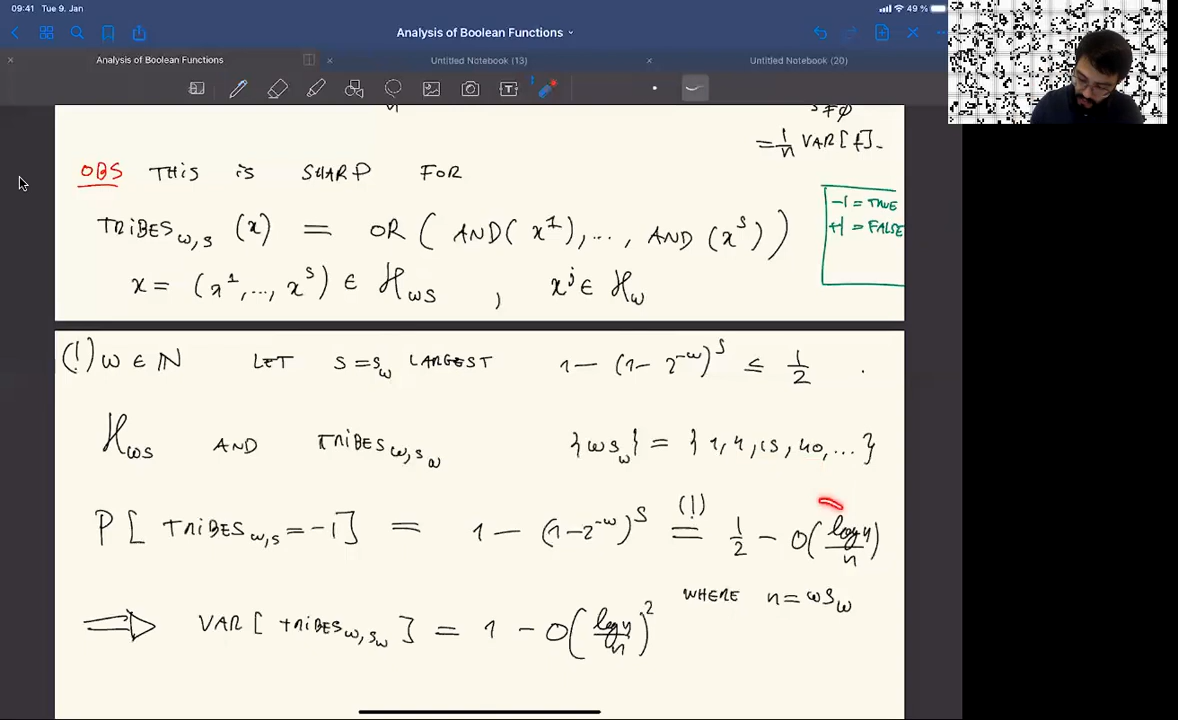 09:41 Tue 9. Jan
49 %
Analysis of Boolean Functions
Analysis of Boolean Functions
Untitled Notebook (13)
Untitled Notebook (20)
n
S ≠ ∅
= 1/n VAR[f].
OBS THIS IS SHARP FOR
-1 = TRUE
+1 = FALSE
TRIBES_{w,s} (x) = OR( AND( x^1),..., AND (x^s))
x = (x^1,..., x^s) ∈ H_{ws} , x^j ∈ H_w
(!) w ∈ N LET s = s_w LARGEST 1 - (1 - 2^{-w})^s ≤ 1/2 .
H_{ws} AND TRIBES_{w,s_w} {ws_w} = {1,4,15,40,...}
P[ TRIBES_{w,s} = -1] = 1 - (1-2^{-w})^s (!)= 1/2 - O(log n/n)
WHERE n = ws_w
⟹ VAR[ TRIBES_{w,s_w} ] = 1 - O(log n/n)^2